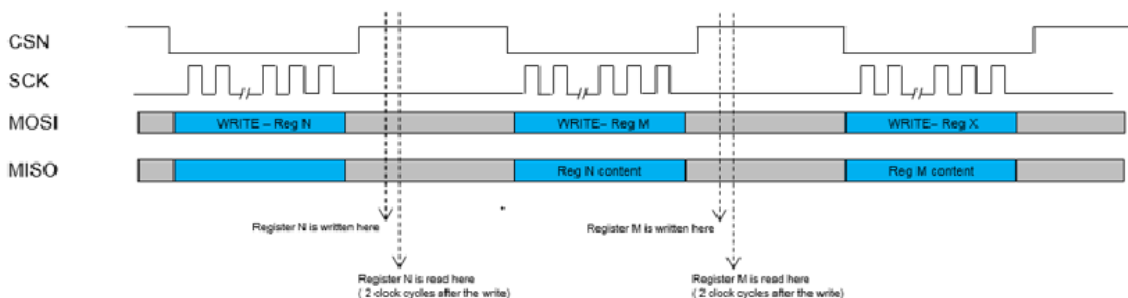 CSN
SCK
MOSI
WRITE – Reg N
WRITE– Reg M
WRITE– Reg X
MISO
Reg N content
Reg M content
Register N is written here
Register M is written here
Register N is read here
( 2 clock cycles after the write)
Register M is read here
( 2 clock cycles after the write)